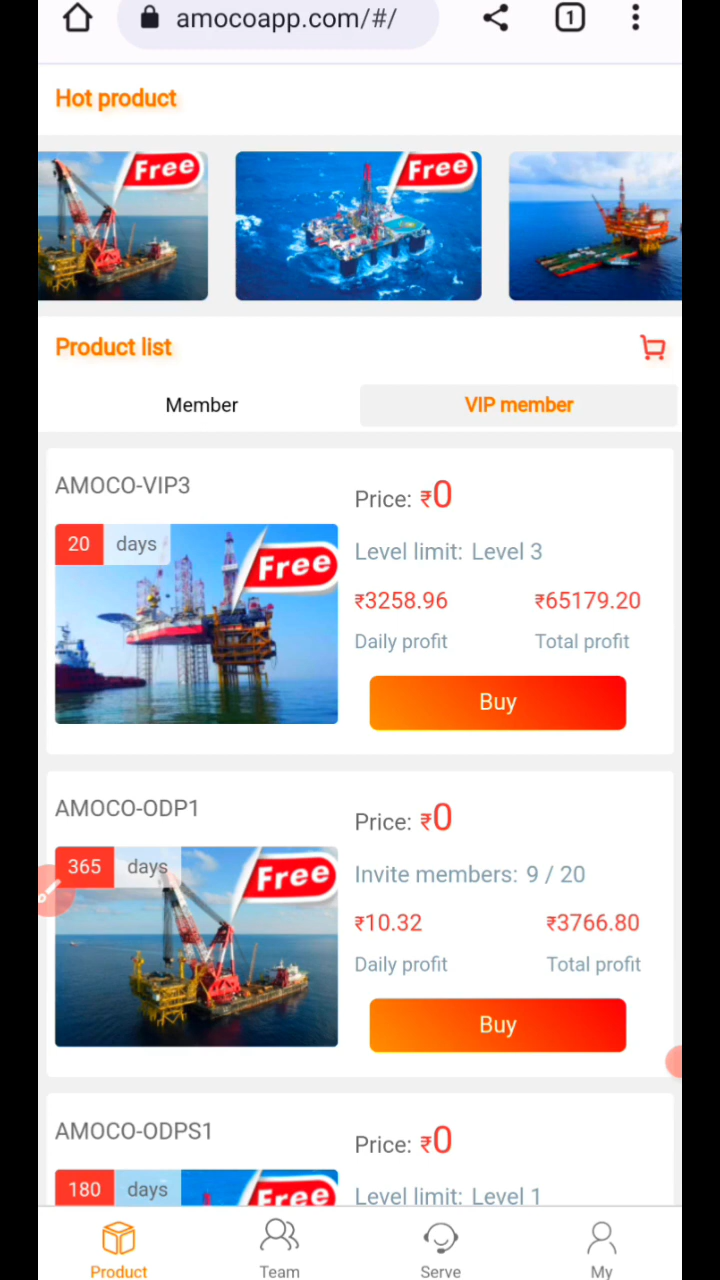 amocoapp.com/#/
1
Hot product
Free
Free
Product list
Member
VIP member
AMOCO-VIP3
Price: ₹0
20 days
Free
Level limit: Level 3
₹3258.96
₹65179.20
Daily profit
Total profit
Buy
AMOCO-ODP1
Price: ₹0
365 days
Free
Invite members: 9 / 20
₹10.32
₹3766.80
Daily profit
Total profit
Buy
AMOCO-ODPS1
Price: ₹0
180 days
Free
Level limit: Level 1
Product
Team
Serve
My